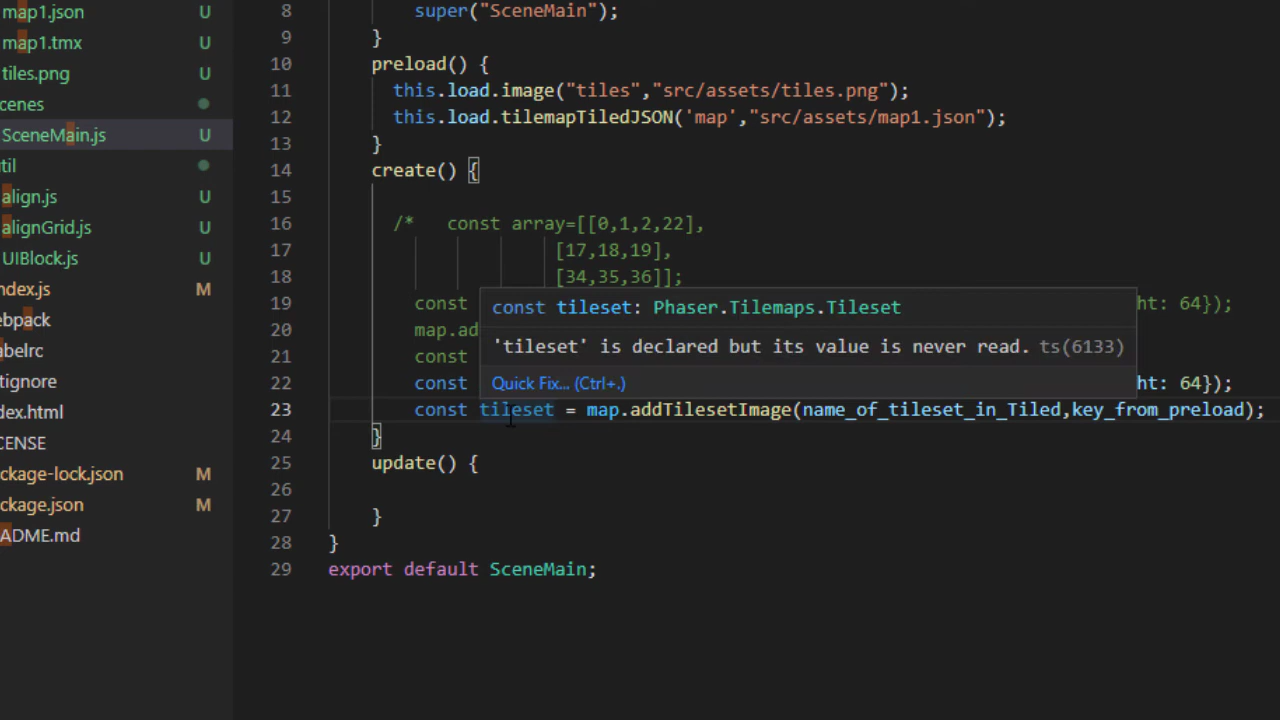 map1.json U
map1.tmx U
tiles.png U
cenes
SceneMain.js U
util
align.js U
alignGrid.js U
UIBlock.js U
ndex.js M
ebpack
abelrc
tignore
dex.html
CENSE
ckage-lock.json M
ckage.json M
ADME.md
8 super("SceneMain");
9 }
10 preload() {
11 this.load.image("tiles","src/assets/tiles.png");
12 this.load.tilemapTiledJSON('map',"src/assets/map1.json");
13 }
14 create() {
15
16 /* const array=[[0,1,2,22],
17 [17,18,19],
18 [34,35,36]];
19 const ht: 64});
20 map.ad
21 const
22 const ht: 64});
23 const tileset = map.addTilesetImage(name_of_tileset_in_Tiled,key_from_preload);
24 }
25 update() {
26
27 }
28 }
29 export default SceneMain;
const tileset: Phaser.Tilemaps.Tileset
'tileset' is declared but its value is never read. ts(6133)
Quick Fix... (Ctrl+.)